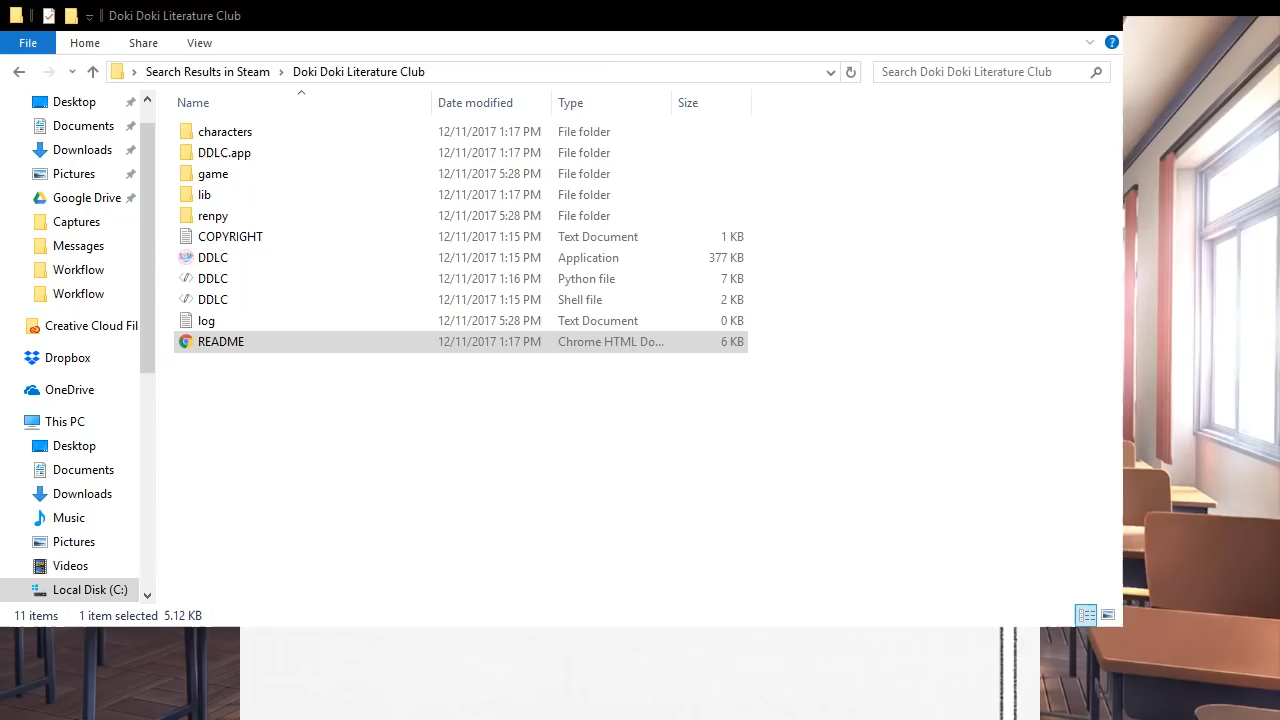 Doki Doki Literature Club
File Home Share View
Search Results in Steam Doki Doki Literature Club Search Doki Doki Literature Club
Name Date modified Type Size
characters 12/11/2017 1:17 PM File folder
DDLC.app 12/11/2017 1:17 PM File folder
game 12/11/2017 5:28 PM File folder
lib 12/11/2017 1:17 PM File folder
renpy 12/11/2017 5:28 PM File folder
COPYRIGHT 12/11/2017 1:15 PM Text Document 1 KB
DDLC 12/11/2017 1:15 PM Application 377 KB
DDLC 12/11/2017 1:16 PM Python file 7 KB
DDLC 12/11/2017 1:15 PM Shell file 2 KB
log 12/11/2017 5:28 PM Text Document 0 KB
README 12/11/2017 1:17 PM Chrome HTML Do... 6 KB
Desktop
Documents
Downloads
Pictures
Google Drive
Captures
Messages
Workflow
Workflow
Creative Cloud Fil
Dropbox
OneDrive
This PC
Desktop
Documents
Downloads
Music
Pictures
Videos
Local Disk (C:)
11 items 1 item selected 5.12 KB